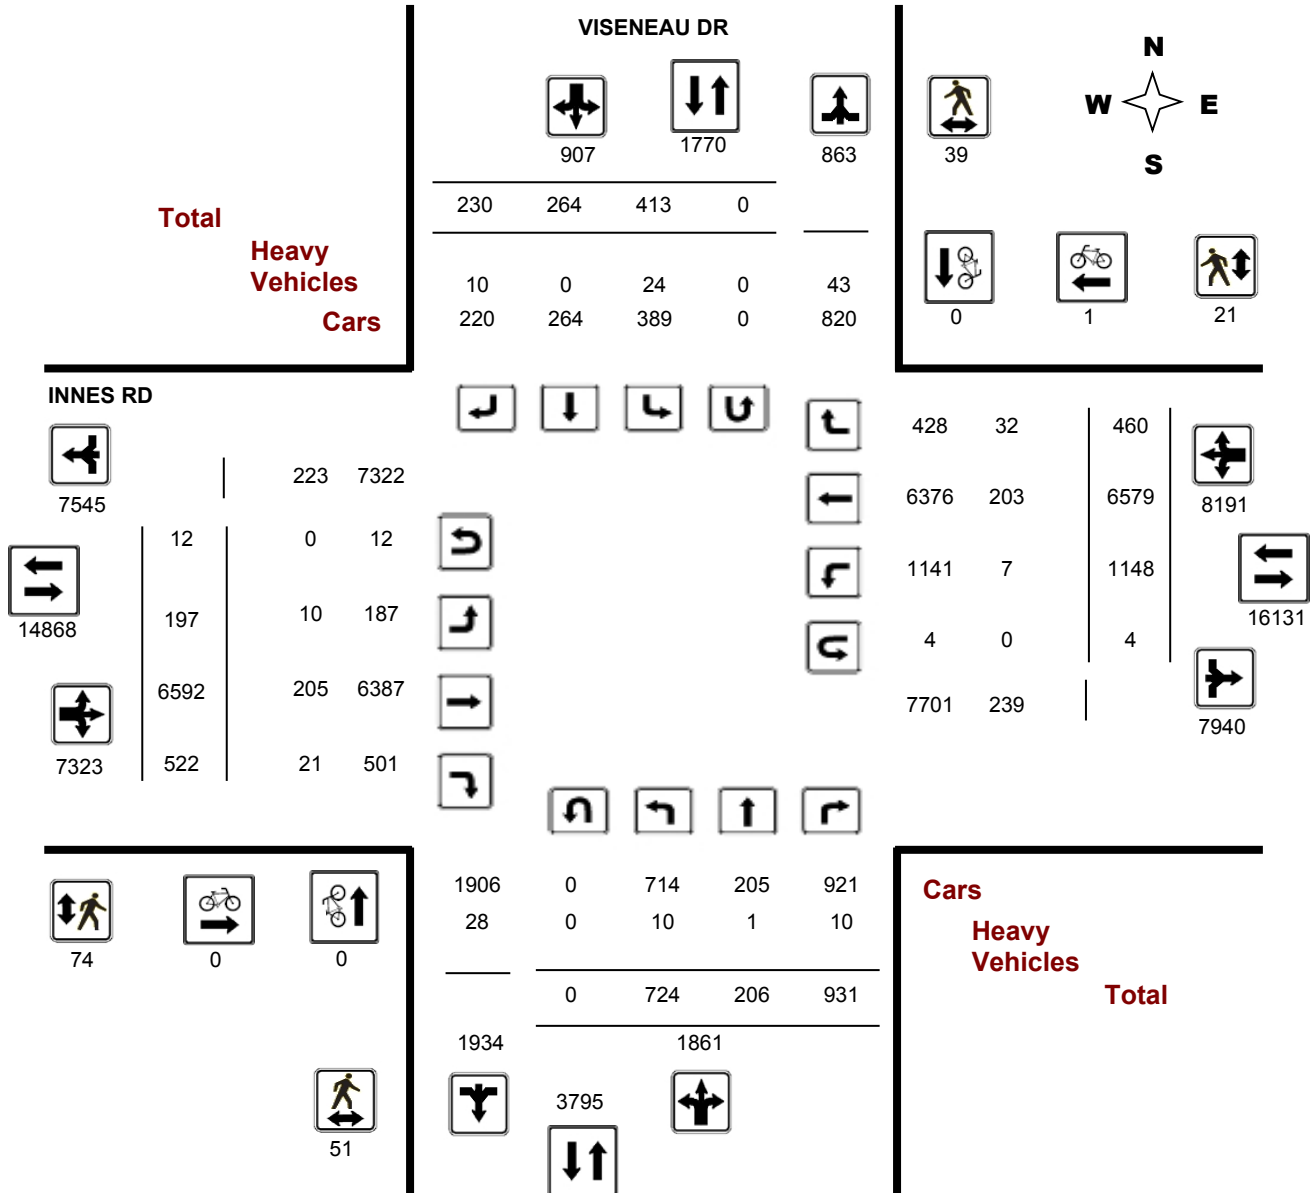 VISENEAU DR
N
W E
S
907 1770 863 39
230 264 413 0
Total
Heavy
Vehicles
10 0 24 0 43
Cars
220 264 389 0 820
0 1 21
INNES RD
428 32 460
223 7322
7545
6376 203 6579
8191
12 0 12
1141 7 1148
197 10 187
14868
16131
4 0 4
6592 205 6387
7701 239
7940
7323 522 21 501
1906 0 714 205 921
Cars
28 0 10 1 10
Heavy
Vehicles
74 0 0
0 724 206 931
Total
1934 1861
3795
51